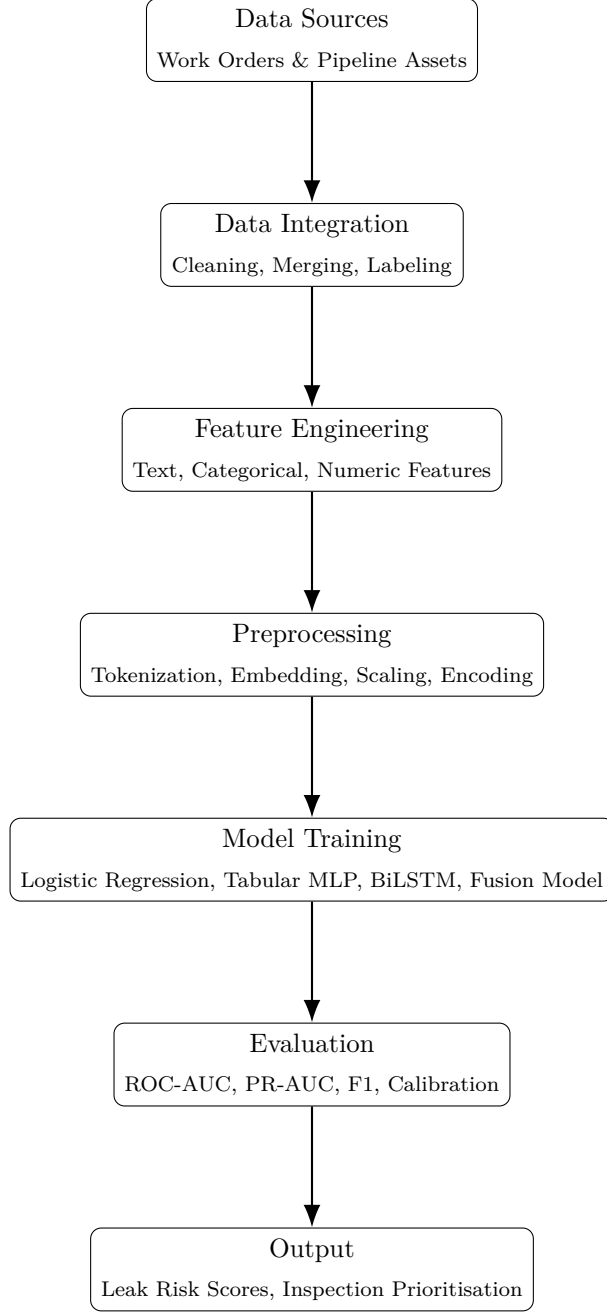 Data Sources
Work Orders & Pipeline Assets
Data Integration
Cleaning, Merging, Labeling
Feature Engineering
Text, Categorical, Numeric Features
Preprocessing
Tokenization, Embedding, Scaling, Encoding
Model Training
Logistic Regression, Tabular MLP, BiLSTM, Fusion Model
Evaluation
ROC-AUC, PR-AUC, F1, Calibration
Output
Leak Risk Scores, Inspection Prioritisation